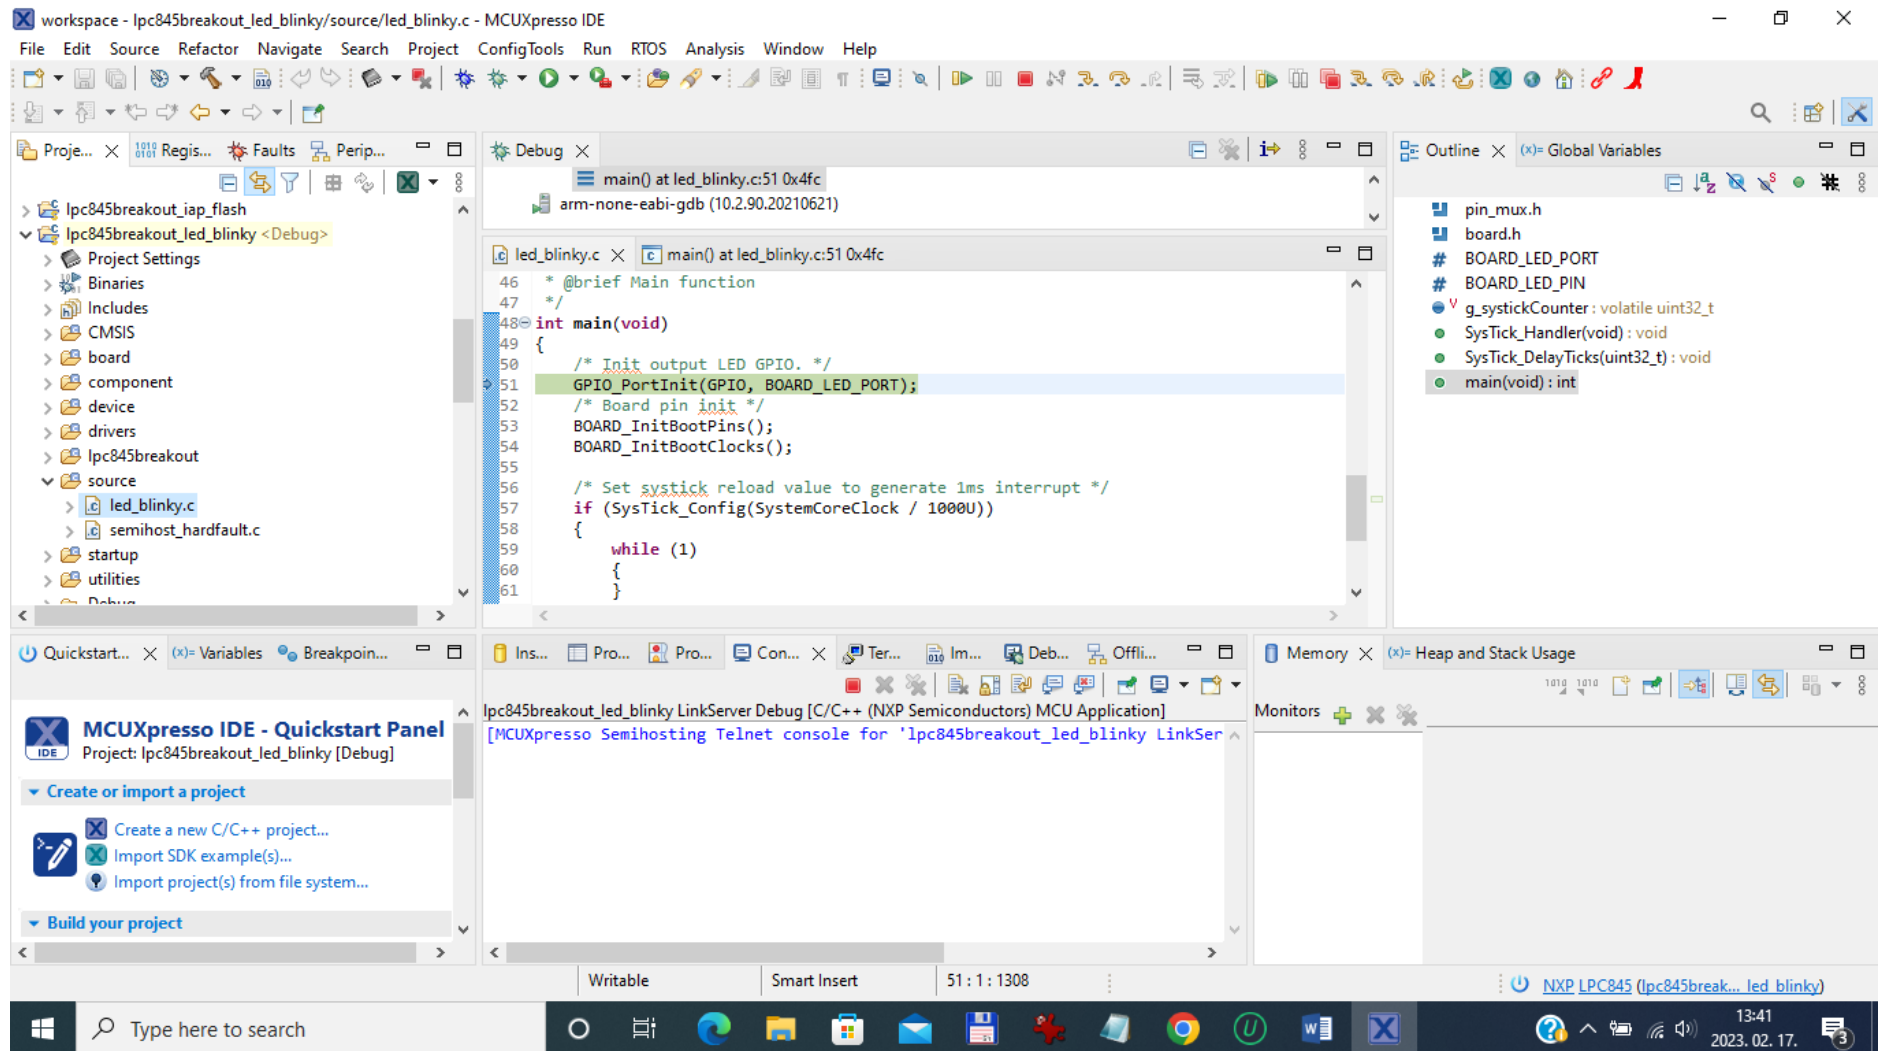 workspace - lpc845breakout_led_blinky/source/led_blinky.c - MCUXpresso IDE
File Edit Source Refactor Navigate Search Project ConfigTools Run RTOS Analysis Window Help
Proje... Regis... Faults Perip...
lpc845breakout_iap_flash
lpc845breakout_led_blinky <Debug>
Project Settings
Binaries
Includes
CMSIS
board
component
device
drivers
lpc845breakout
source
led_blinky.c
semihost_hardfault.c
startup
utilities
Debug
Debug
main() at led_blinky.c:51 0x4fc
arm-none-eabi-gdb (10.2.90.20210621)
led_blinky.c main() at led_blinky.c:51 0x4fc
46 * @brief Main function
47 */
48 int main(void)
49 {
50 /* Init output LED GPIO. */
51 GPIO_PortInit(GPIO, BOARD_LED_PORT);
52 /* Board pin init */
53 BOARD_InitBootPins();
54 BOARD_InitBootClocks();
55
56 /* Set systick reload value to generate 1ms interrupt */
57 if (SysTick_Config(SystemCoreClock / 1000U))
58 {
59 while (1)
60 {
61 }
Outline (x)= Global Variables
pin_mux.h
board.h
# BOARD_LED_PORT
# BOARD_LED_PIN
g_systickCounter : volatile uint32_t
SysTick_Handler(void) : void
SysTick_DelayTicks(uint32_t) : void
main(void) : int
Quickstart... (x)= Variables Breakpoin...
MCUXpresso IDE - Quickstart Panel
IDE
Project: lpc845breakout_led_blinky [Debug]
Create or import a project
Create a new C/C++ project...
Import SDK example(s)...
Import project(s) from file system...
Build your project
Ins... Pro... Pro... Con... Ter... Im... Deb... Offli...
lpc845breakout_led_blinky LinkServer Debug [C/C++ (NXP Semiconductors) MCU Application]
[MCUXpresso Semihosting Telnet console for 'lpc845breakout_led_blinky LinkSer
Memory (x)= Heap and Stack Usage
Monitors
Writable Smart Insert 51 : 1 : 1308
NXP LPC845 (lpc845break... led blinky)
Type here to search
13:41
2023. 02. 17.
3